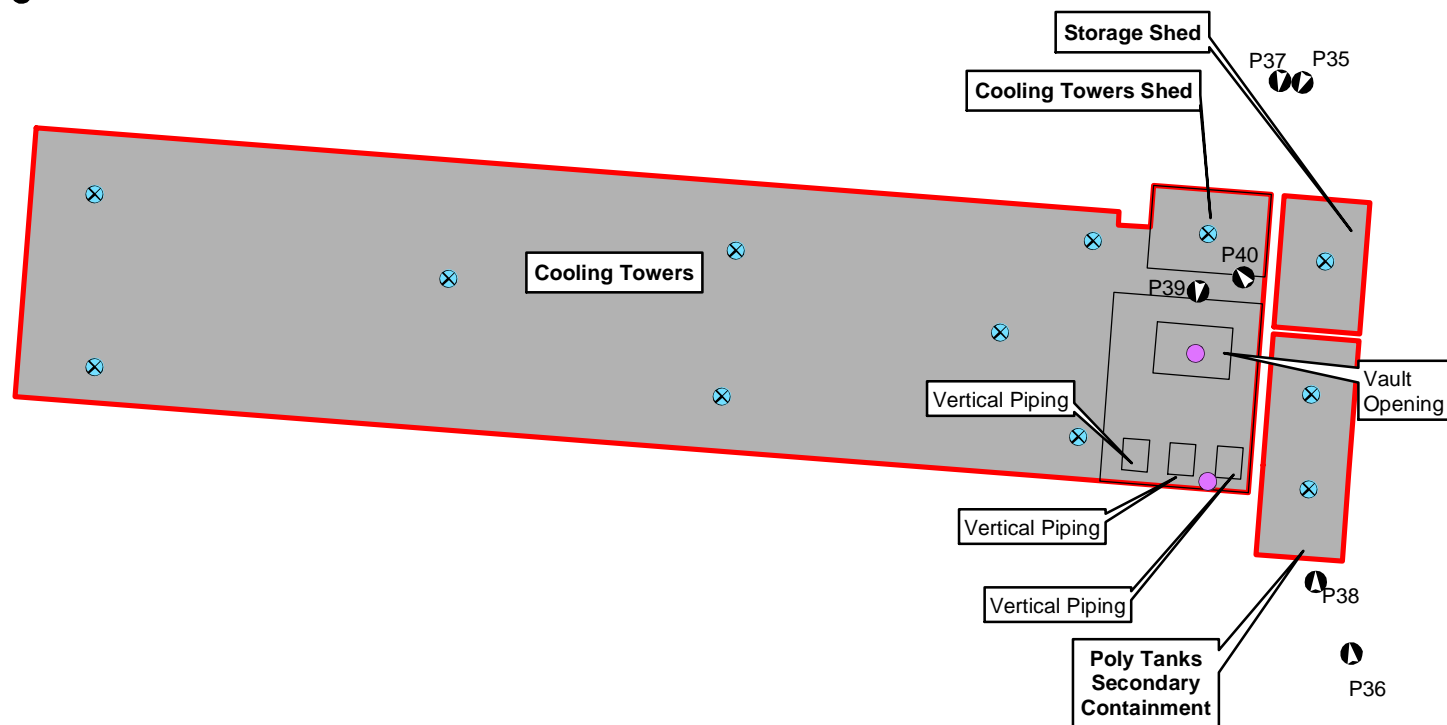 Storage Shed
P37
P35
Cooling Towers Shed
P40
Cooling Towers
P39
Vault
Opening
Vertical Piping
Vertical Piping
Vertical Piping
P38
Poly Tanks
Secondary
Containment
P36